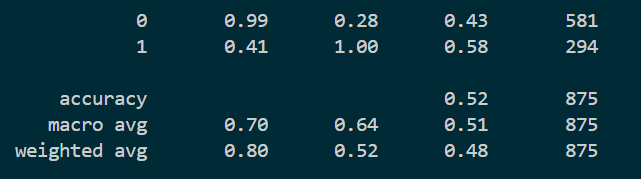 0 0.99 0.28 0.43 581
1 0.41 1.00 0.58 294
accuracy 0.52 875
macro avg 0.70 0.64 0.51 875
weighted avg 0.80 0.52 0.48 875